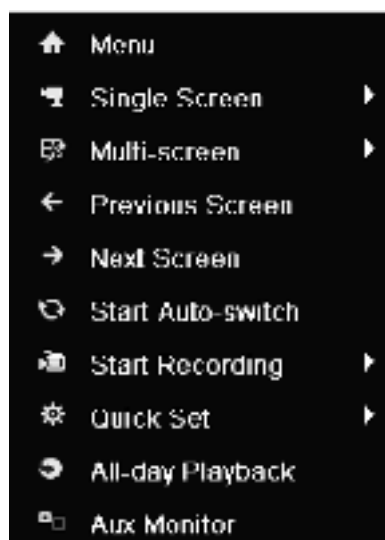 Menu
Single Screen
Multi-screen
Previous Screen
Next Screen
Start Auto-switch
Start Recording
Quick Set
All-day Playback
Aux Monitor